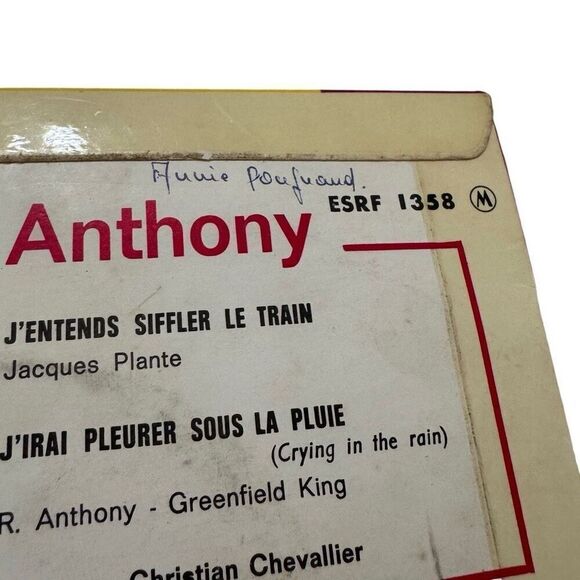 Annie Pougnaud.
ESRF 1358 M
Anthony
J'ENTENDS SIFFLER LE TRAIN
Jacques Plante
J'IRAI PLEURER SOUS LA PLUIE
(Crying in the rain)
R. Anthony - Greenfield King
Christian Chevallier